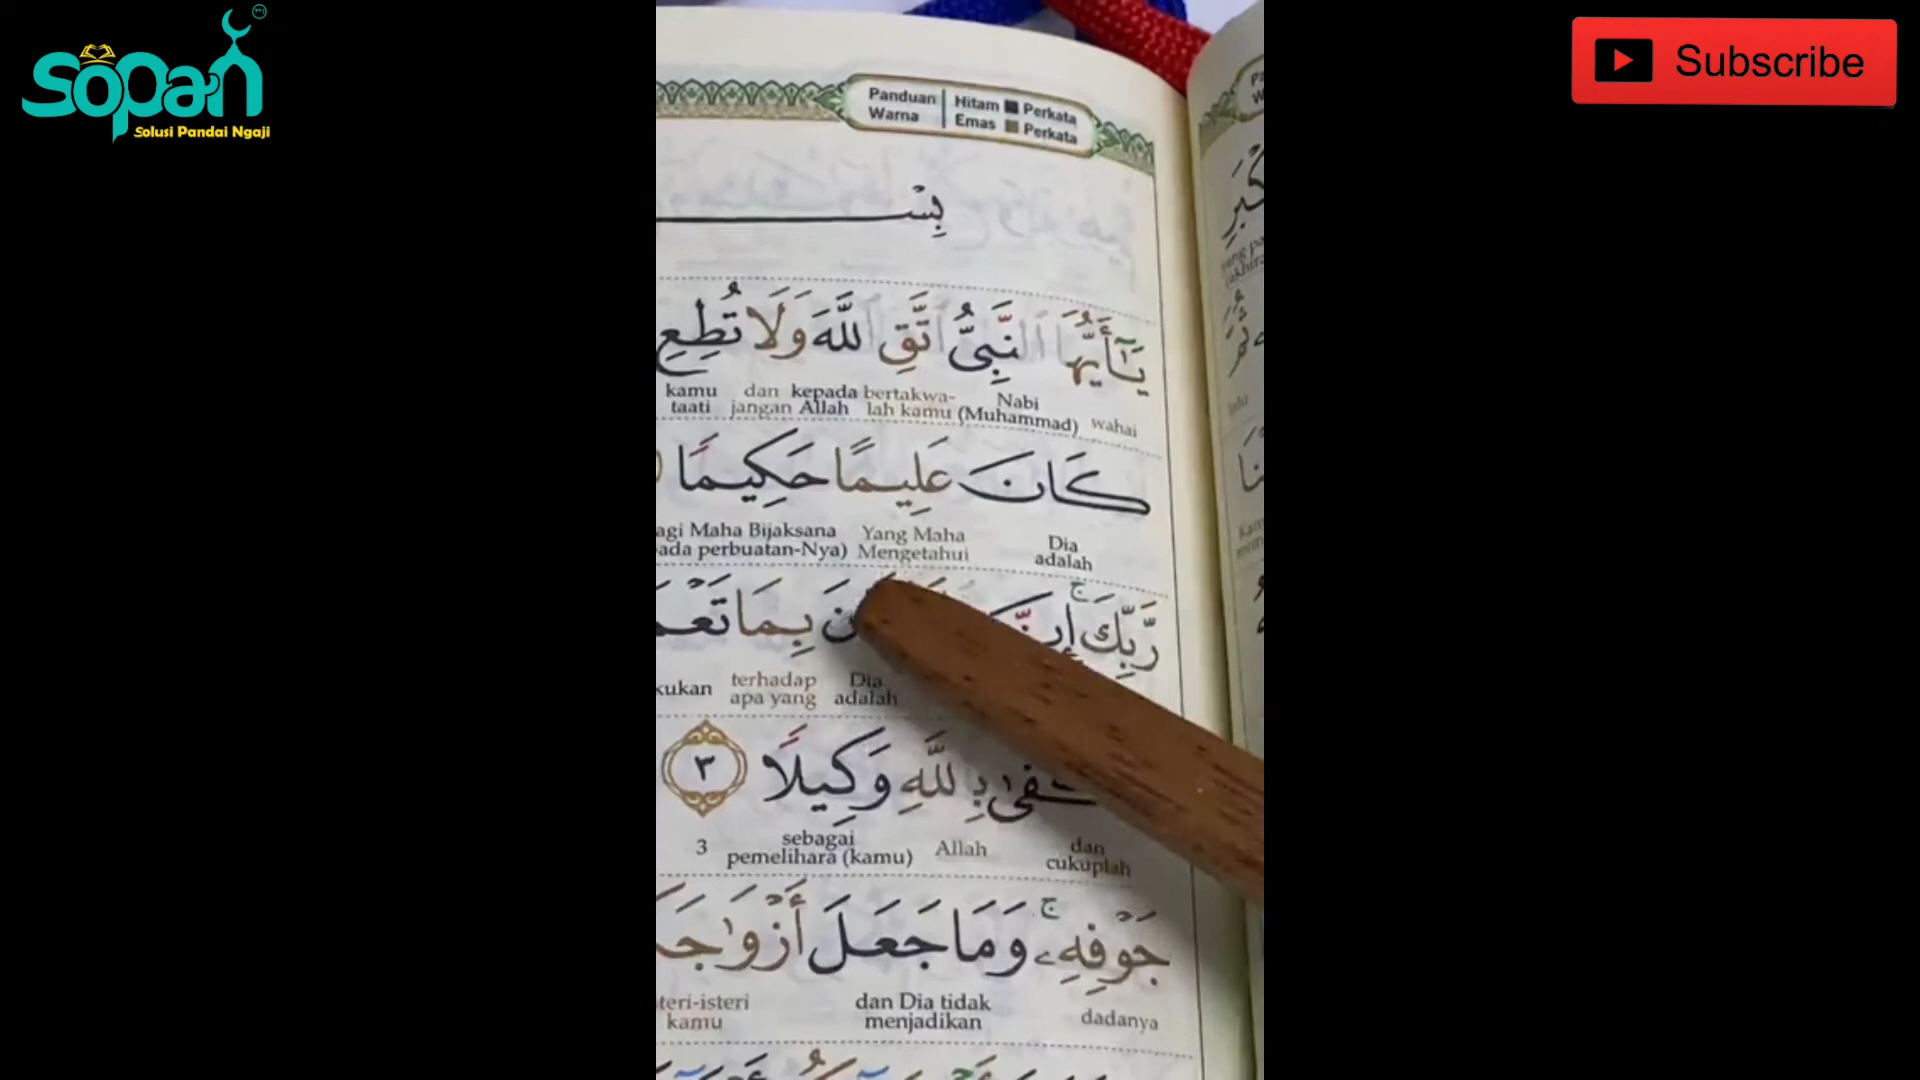 Sopan
Solusi Pandai Ngaji
Subscribe
Panduan Warna
Hitam Perkata
Emas Perkata
بِسْـ
يَـٰٓأَيُّهَا ٱلنَّبِىُّ ٱتَّقِ ٱللَّهَ وَلَا تُطِعِ
wahai Nabi (Muhammad) bertakwa-lah kamu kepada Allah dan jangan kamu taati
كَانَ عَلِيمًا حَكِيمًا
Dia adalah Yang Maha Mengetahui agi Maha Bijaksana ada perbuatan-Nya)
رَّبِّكَ ۚ إِنَّ نَ بِمَا تَعْمَ
Dia adalah terhadap apa yang kukan
فَىٰ بِٱللَّهِ وَكِيلًا ٣
dan cukuplah Allah sebagai pemelihara (kamu) 3
جَوْفِهِۦ ۚ وَمَا جَعَلَ أَزْوَٰجَ
dadanya dan Dia tidak menjadikan teri-isteri kamu